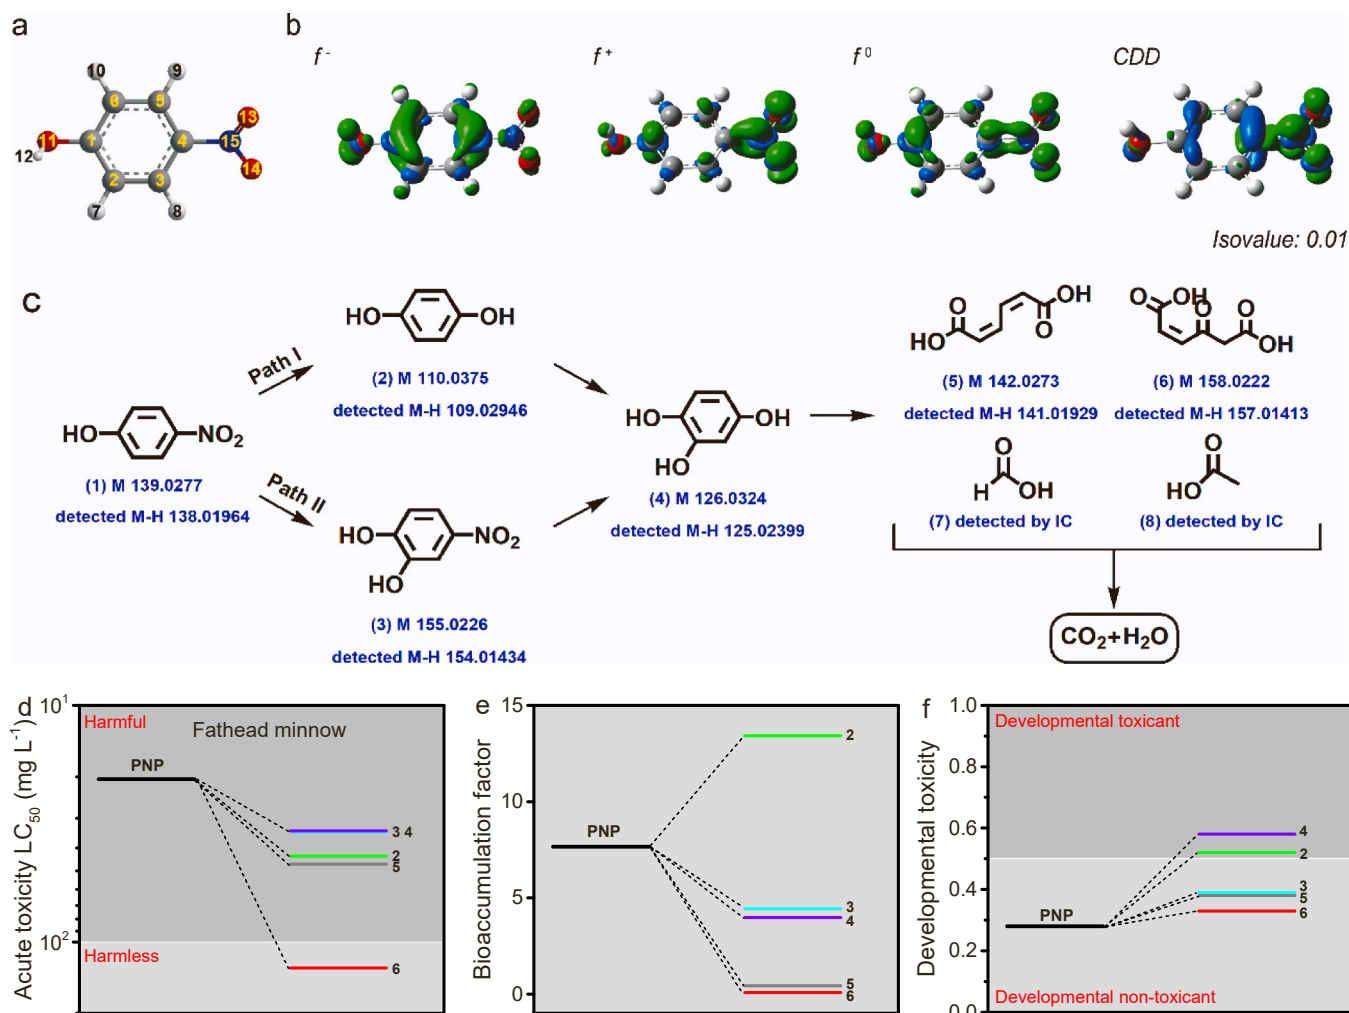 a
b
f -
f +
f 0
CDD
10
9
6
5
13
11
1
4
15
12
2
3
14
7
8
Isovalue: 0.01
c
HO
OH
Path I
(2) M 110.0375
detected M-H 109.02946
HO
NO2
(1) M 139.0277
detected M-H 138.01964
Path II
HO
NO2
HO
(3) M 155.0226
detected M-H 154.01434
HO
OH
HO
(4) M 126.0324
detected M-H 125.02399
O
OH
HO
O
(5) M 142.0273
detected M-H 141.01929
O
OH
O
O
OH
(6) M 158.0222
detected M-H 157.01413
O
H
OH
(7) detected by IC
O
HO
(8) detected by IC
CO2+H2O
d
Acute toxicity LC50 (mg L-1)
101
102
Harmful
Fathead minnow
PNP
3 4
2
5
Harmless
6
e
Bioaccumulation factor
15
10
5
0
PNP
2
3
4
5
6
f
Developmental toxicity
1.0
0.8
0.6
0.4
0.2
0.0
Developmental toxicant
PNP
4
2
3
5
6
Developmental non-toxicant